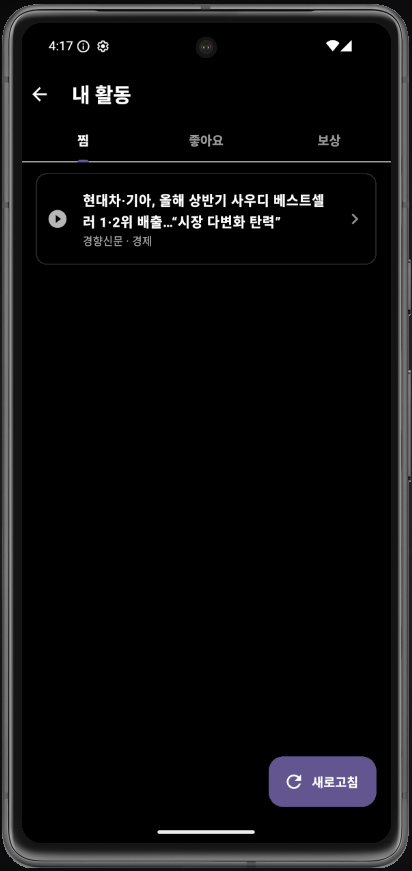 4:17
내 활동
찜 좋아요 보상
현대차·기아, 올해 상반기 사우디 베스트셀
러 1·2위 배출…“시장 다변화 탄력”
경향신문 · 경제
새로고침